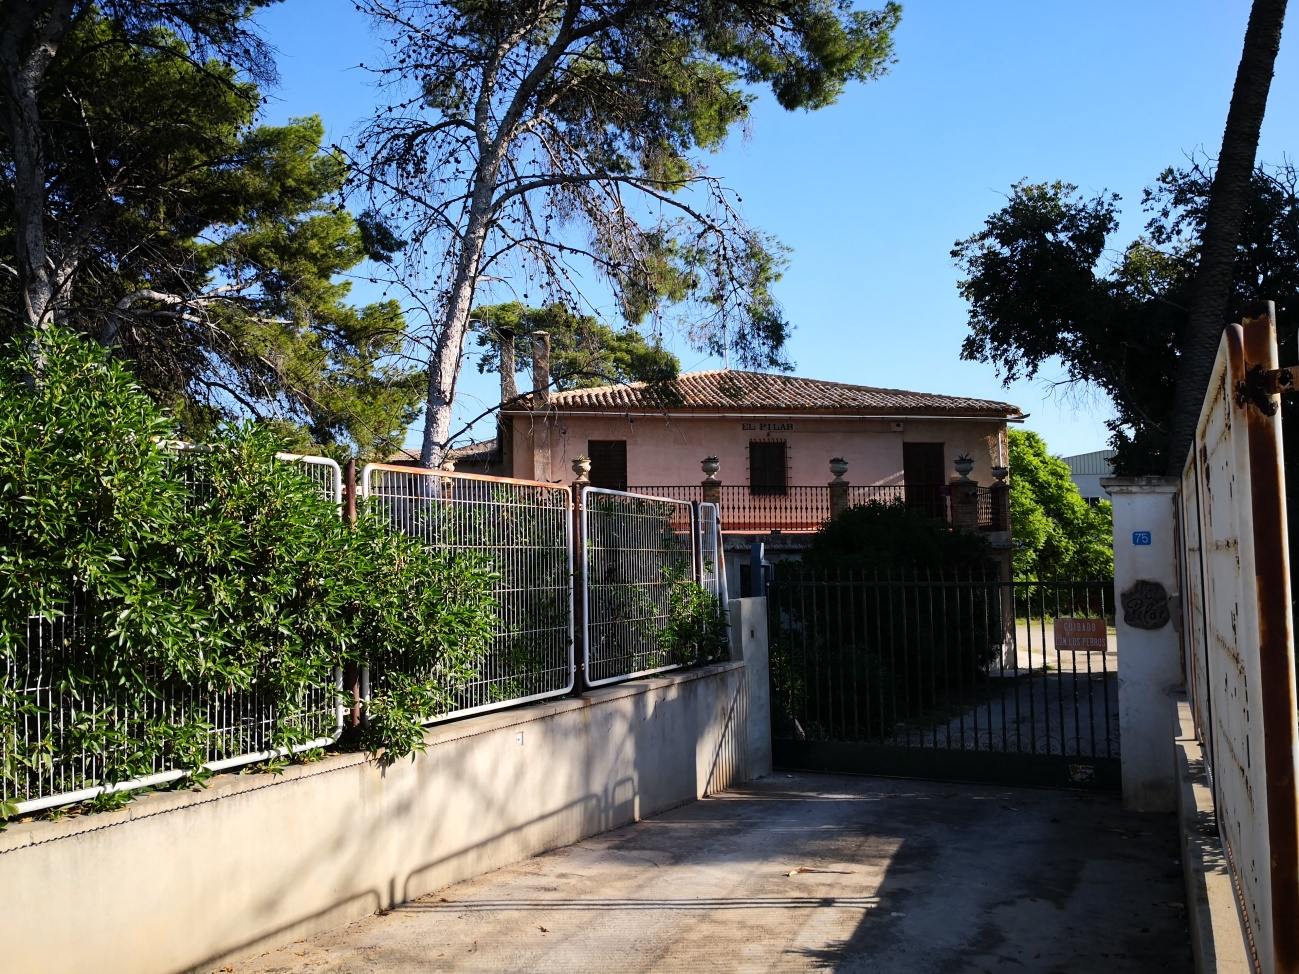 EL PILAR
75
CUIDADO
CON LOS PERROS